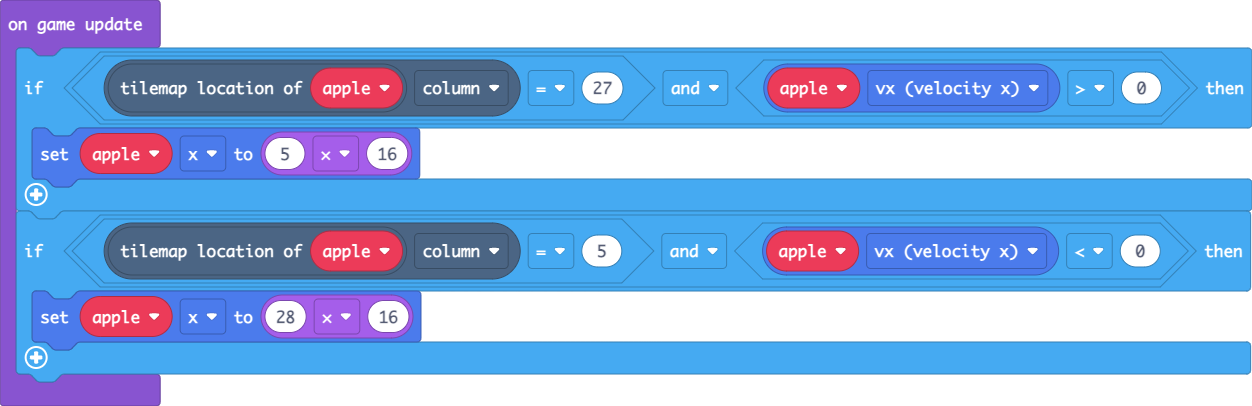 on game update
if tilemap location of apple column = 27 and apple vx (velocity x) > 0 then
set apple x to 5 x 16
if tilemap location of apple column = 5 and apple vx (velocity x) < 0 then
set apple x to 28 x 16